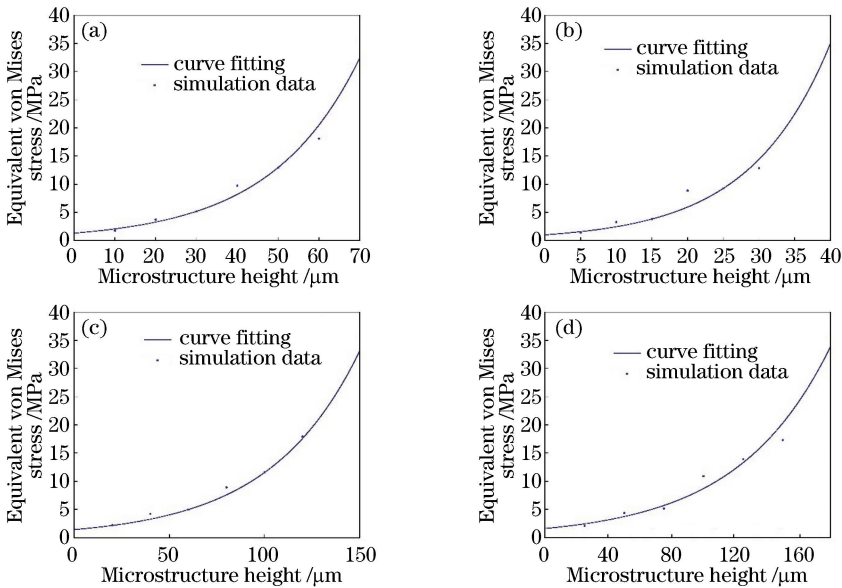 40
35
30
25
20
15
10
5
0
Equivalent von Mises
stress /MPa
(a)
curve fitting
simulation data
0 10 20 30 40 50 60 70
Microstructure height /μm
40
35
30
25
20
15
10
5
0
Equivalent von Mises
stress /MPa
(b)
curve fitting
simulation data
0 5 10 15 20 25 30 35 40
Microstructure height /μm
40
35
30
25
20
15
10
5
0
Equivalent von Mises
stress /MPa
(c)
curve fitting
simulation data
0 50 100 150
Microstructure height /μm
40
35
30
25
20
15
10
5
0
Equivalent von Mises
stress /MPa
(d)
curve fitting
simulation data
0 40 80 120 160
Microstructure height /μm